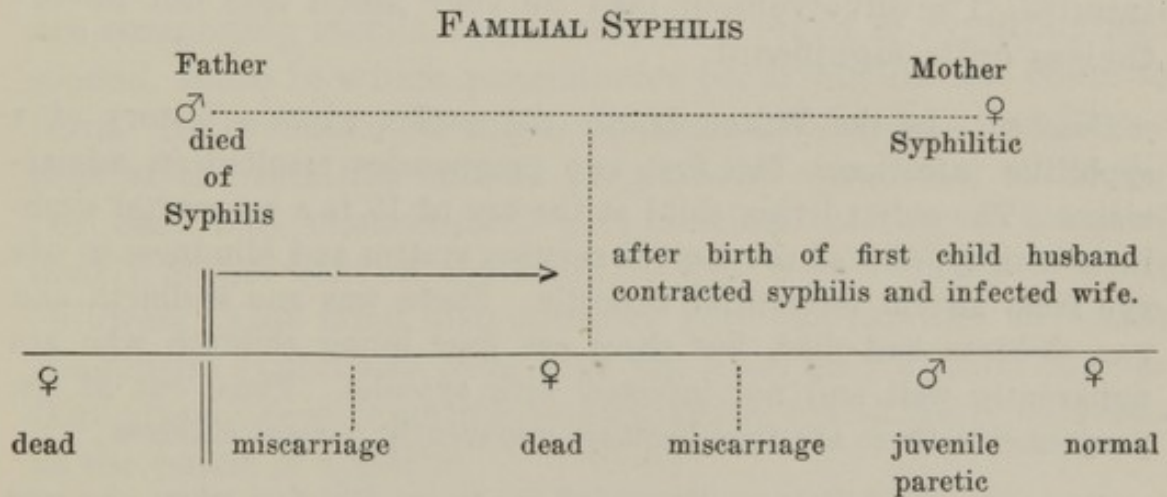 FAMILIAL SYPHILIS
Father Mother
♂ ♀
died Syphilitic
of
Syphilis
after birth of first child husband
contracted syphilis and infected wife.
♀ ♀ ♂ ♀
dead miscarriage dead miscarriage juvenile normal
paretic